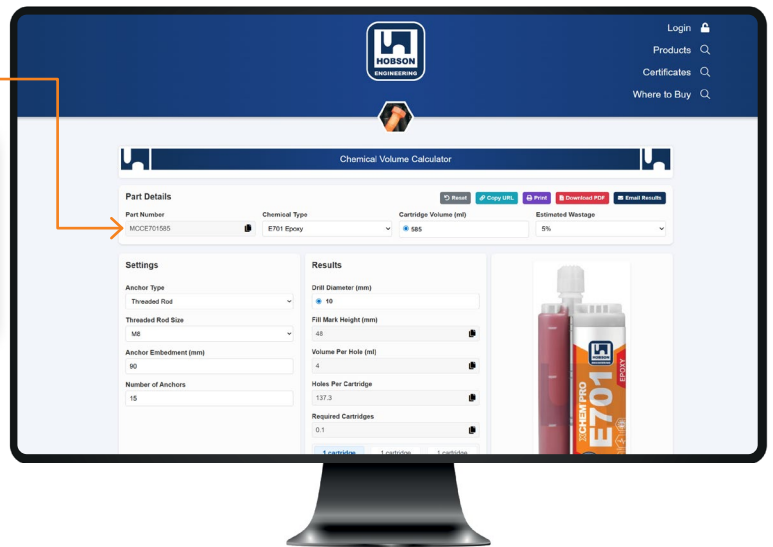 Login
Products
Certificates
Where to Buy
HOBSON
ENGINEERING
Chemical Volume Calculator
Part Details
Reset
Copy URL
Print
Download PDF
Email Results
Part Number
Chemical Type
Cartridge Volume (ml)
Estimated Wastage
MCCE701585
E701 Epoxy
585
5%
Settings
Results
Anchor Type
Threaded Rod
Threaded Rod Size
M8
Anchor Embedment (mm)
90
Number of Anchors
15
Drill Diameter (mm)
10
Fill Mark Height (mm)
48
Volume Per Hole (ml)
4
Holes Per Cartridge
137.3
Required Cartridges
0.1
1 cartridge
1 cartridge
1 cartridge
HOBSON
XCHEM PRO
E701
EPOXY